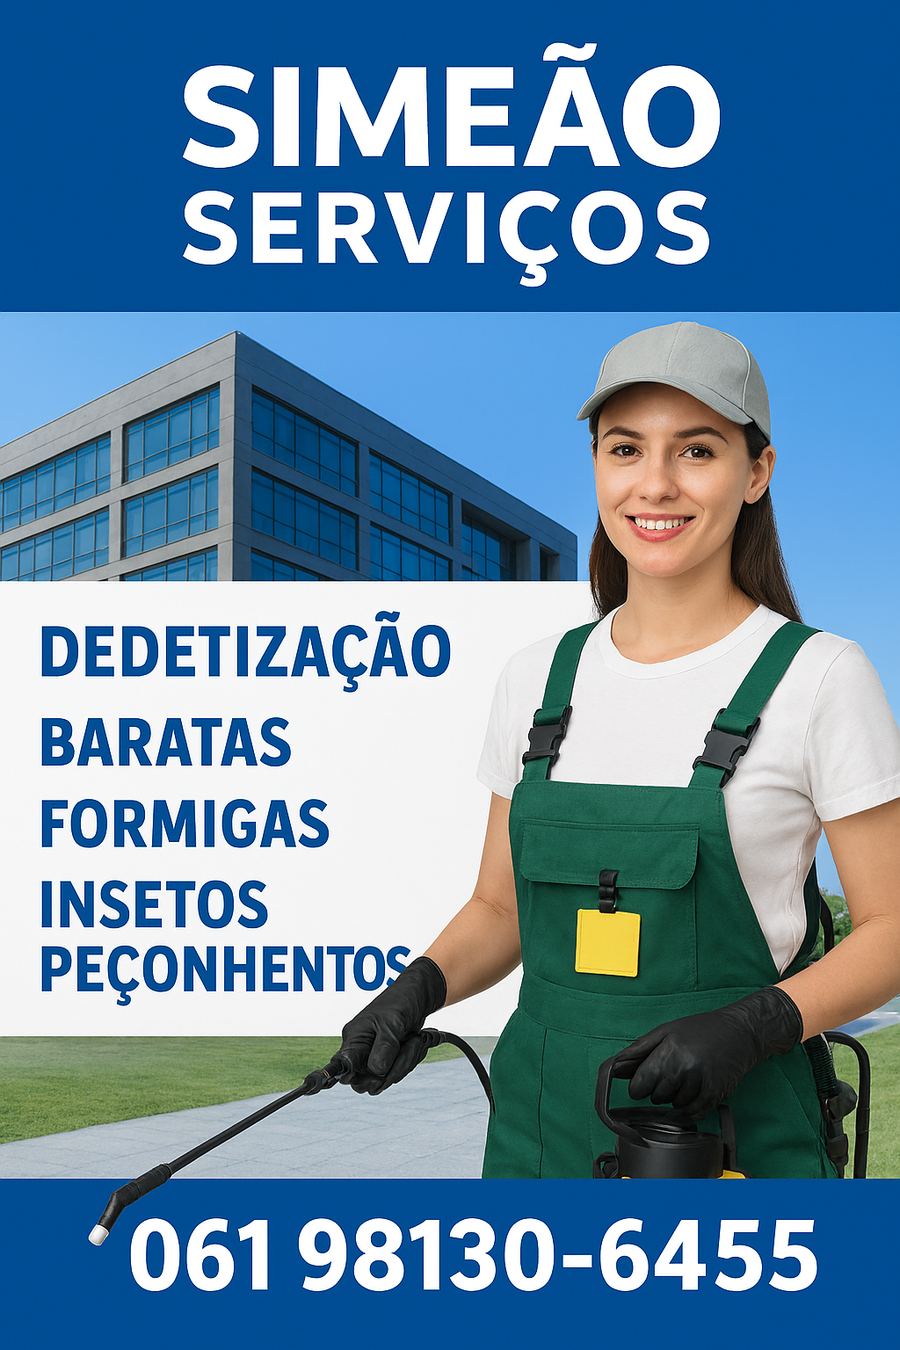 SIMEÃO
SERVIÇOS
DEDETIZAÇÃO
BARATAS
FORMIGAS
INSETOS
PEÇONHENTOS
061 98130-6455